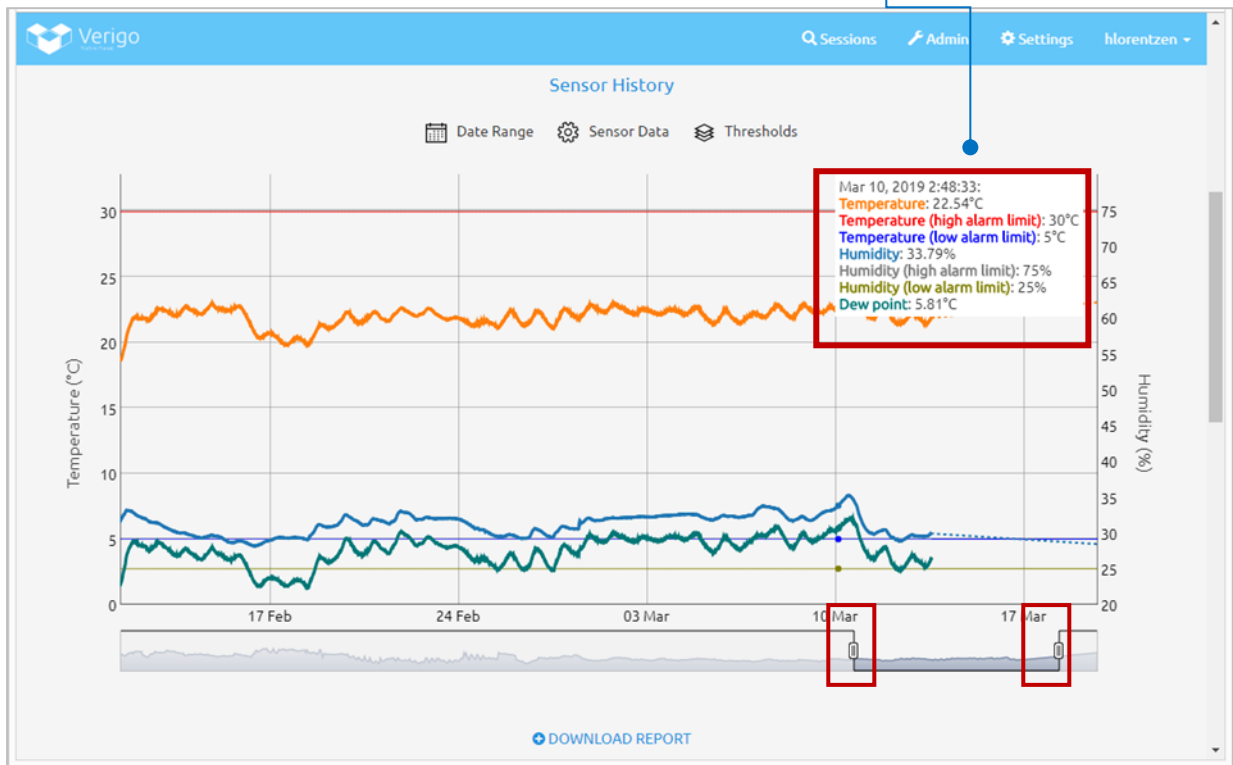 Verigo
Sessions
Admin
Settings
hlorentzen
Sensor History
Date Range
Sensor Data
Thresholds
Mar 10, 2019 2:48:33:
Temperature: 22.54°C
Temperature (high alarm limit): 30°C
Temperature (low alarm limit): 5°C
Humidity: 33.79%
Humidity (high alarm limit): 75%
Humidity (low alarm limit): 25%
Dew point: 5.81°C
Temperature (°C)
30
25
20
15
10
5
0
75
70
65
60
55
50
45
40
35
30
25
20
Humidity (%)
17 Feb
24 Feb
03 Mar
10 Mar
17 Mar
DOWNLOAD REPORT